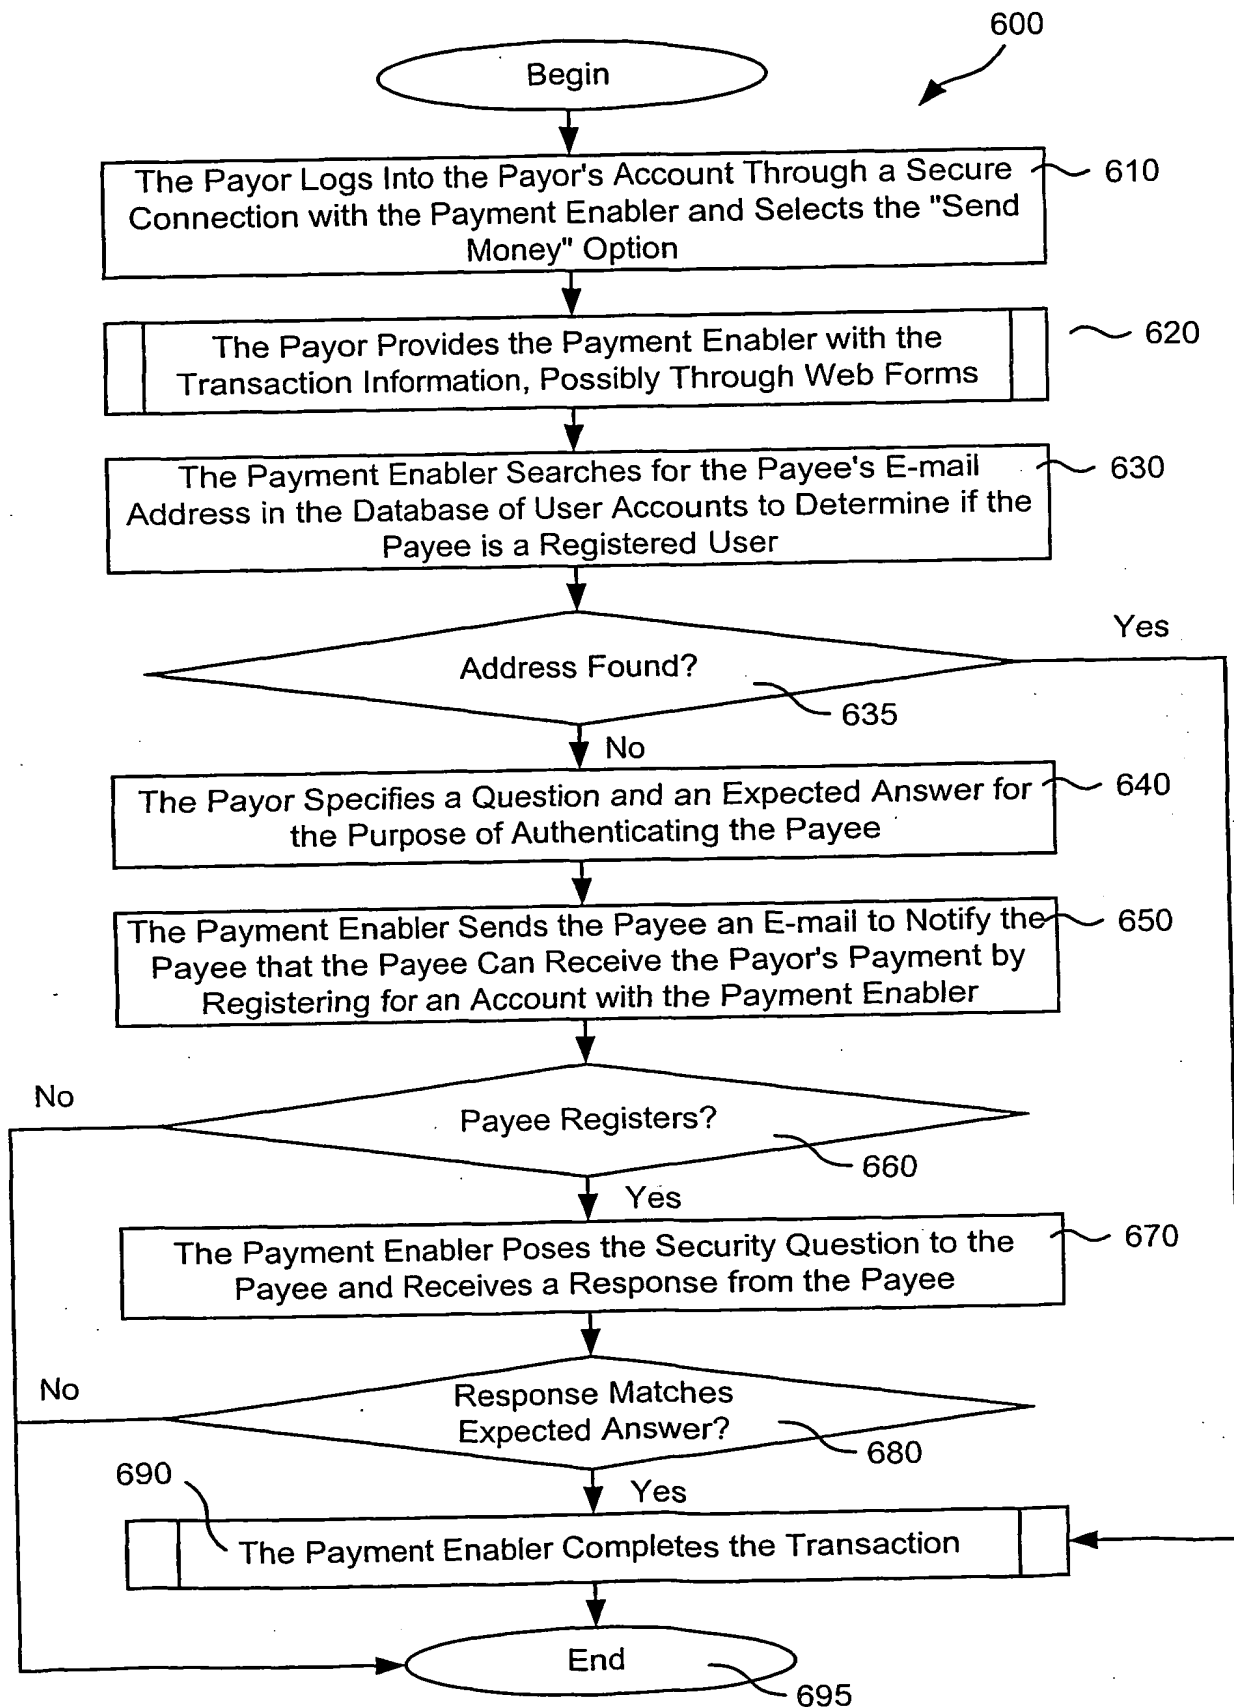 600
Begin
The Payor Logs Into the Payor's Account Through a Secure
Connection with the Payment Enabler and Selects the "Send
Money" Option
610
The Payor Provides the Payment Enabler with the
Transaction Information, Possibly Through Web Forms
620
The Payment Enabler Searches for the Payee's E-mail
Address in the Database of User Accounts to Determine if the
Payee is a Registered User
630
Yes
Address Found?
635
No
The Payor Specifies a Question and an Expected Answer for
the Purpose of Authenticating the Payee
640
The Payment Enabler Sends the Payee an E-mail to Notify the
Payee that the Payee Can Receive the Payor's Payment by
Registering for an Account with the Payment Enabler
650
No
Payee Registers?
660
Yes
The Payment Enabler Poses the Security Question to the
Payee and Receives a Response from the Payee
670
No
Response Matches
Expected Answer?
680
690
Yes
The Payment Enabler Completes the Transaction
End
695